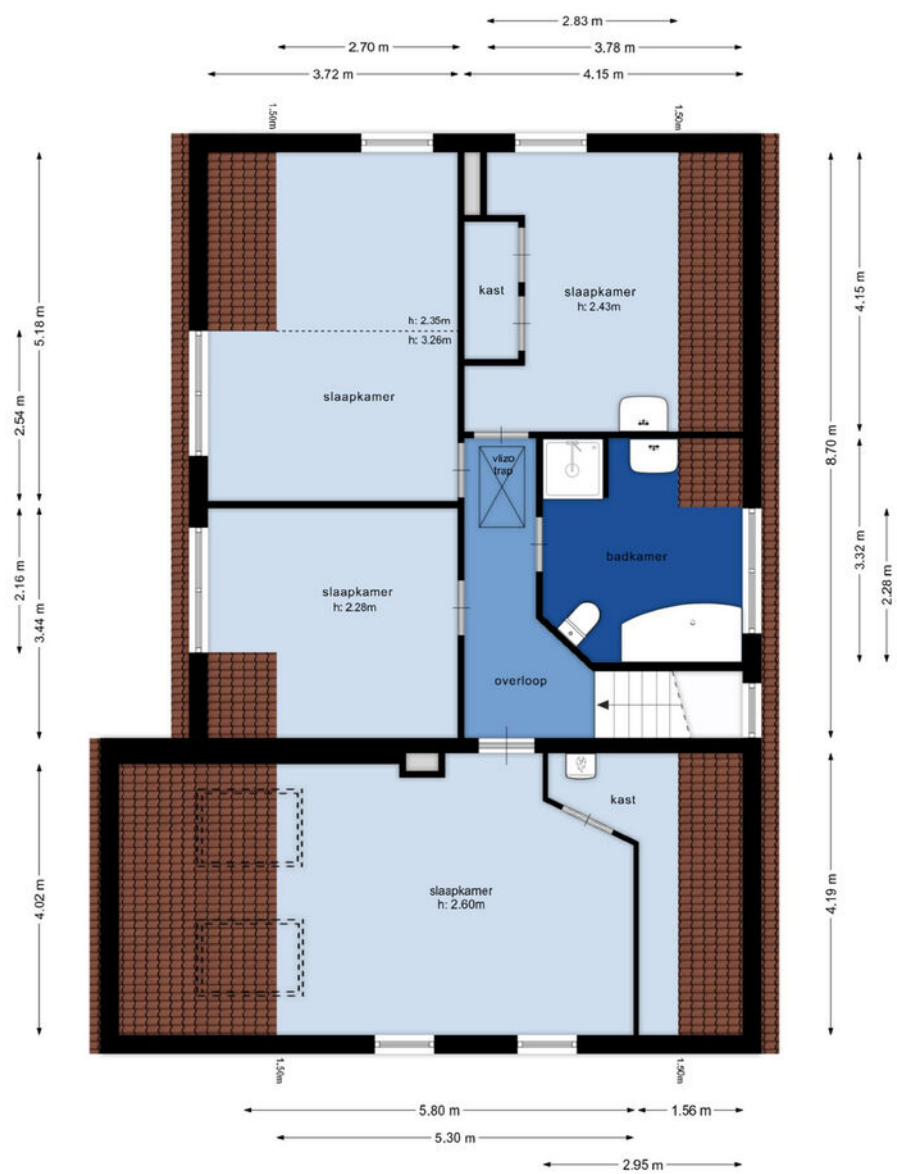 2.83 m
2.70 m
3.78 m
3.72 m
4.15 m
1.50m
1.50m
kast
slaapkamer
h: 2.43m
h: 2.35m
h: 3.26m
slaapkamer
vlizo
trap
badkamer
slaapkamer
h: 2.28m
overloop
kast
slaapkamer
h: 2.60m
5.18 m
2.54 m
2.16 m
3.44 m
4.02 m
4.15 m
8.70 m
3.32 m
2.28 m
4.19 m
1.50m
1.50m
5.80 m
1.56 m
5.30 m
2.95 m